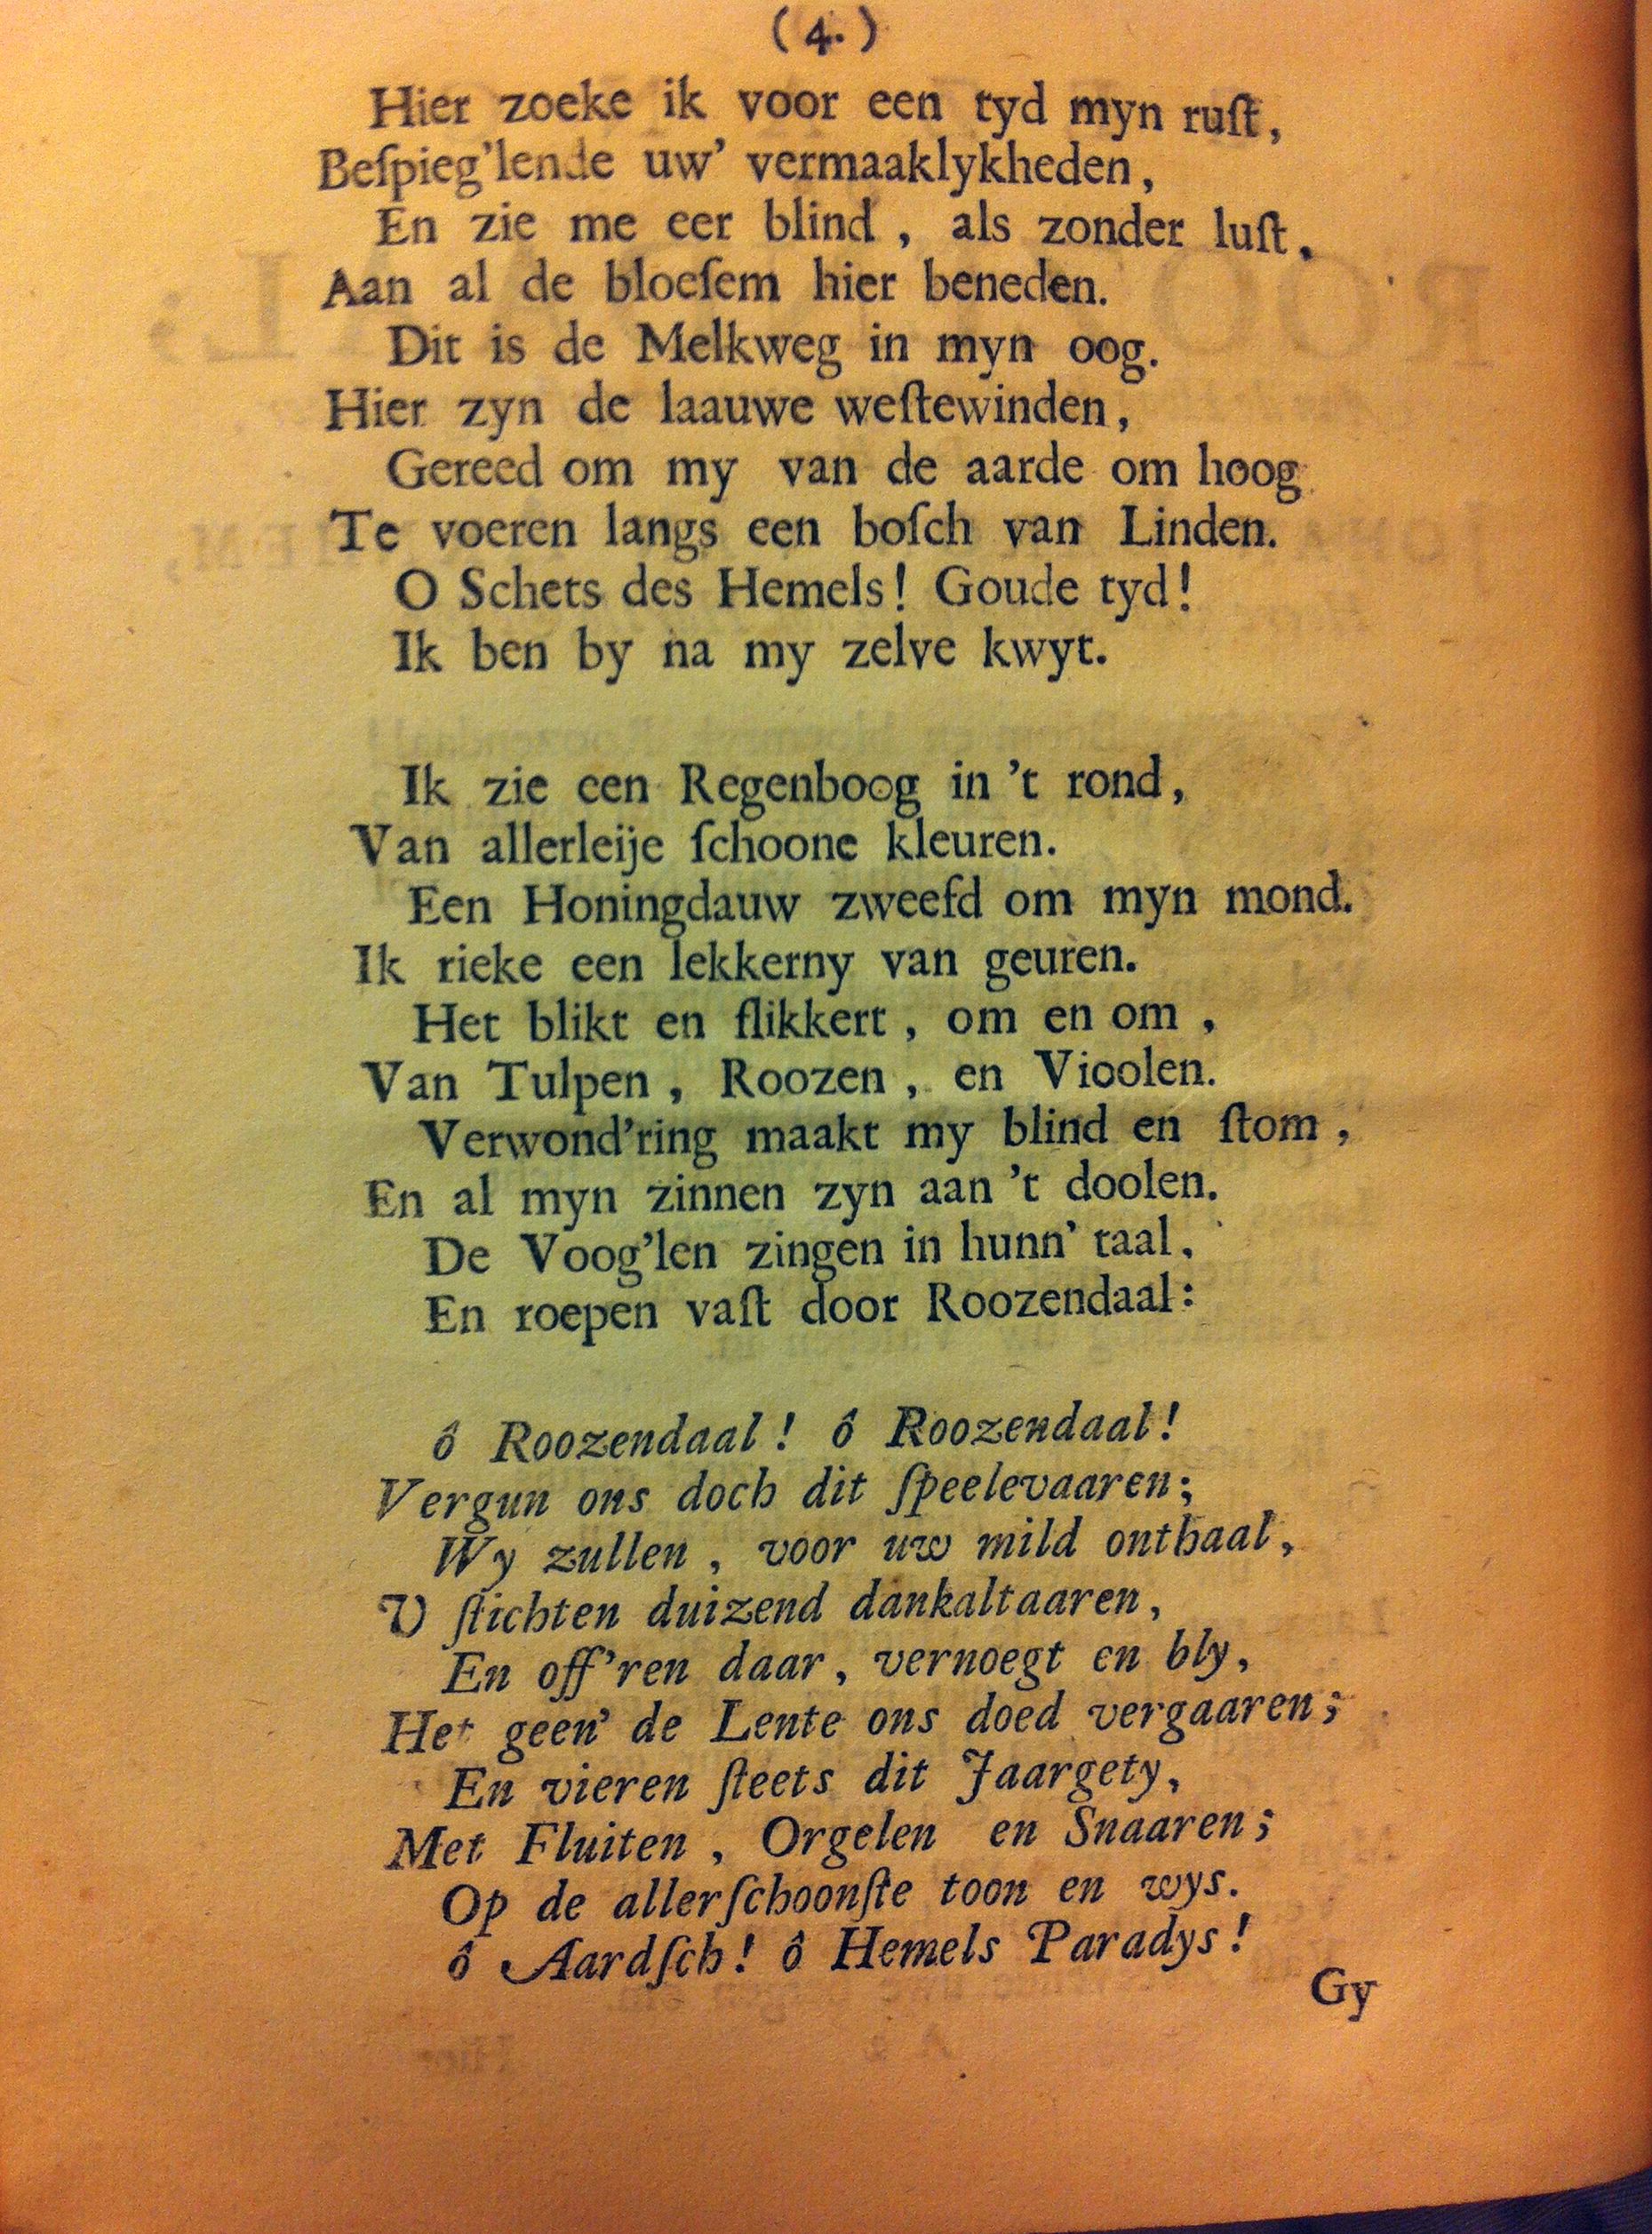 ( 4. )
Hier zoeke ik voor een tyd myn ruſt,
Beſpieg'lende uw' vermaaklykheden,
En zie me eer blind, als zonder luſt,
Aan al de bloeſem hier beneden.
Dit is de Melkweg in myn oog.
Hier zyn de laauwe weſtewinden,
Gereed om my van de aarde om hoog
Te voeren langs een boſch van Linden.
O Schets des Hemels! Goude tyd!
Ik ben by na my zelve kwyt.
Ik zie een Regenboog in 't rond,
Van allerleije ſchoone kleuren.
Een Honingdauw zweefd om myn mond.
Ik rieke een lekkerny van geuren.
Het blikt en flikkert, om en om,
Van Tulpen, Roozen, en Vioolen.
Verwond'ring maakt my blind en ſtom,
En al myn zinnen zyn aan 't doolen.
De Voog'len zingen in hunn' taal,
En roepen vaſt door Roozendaal:
ô Roozendaal! ô Roozendaal!
Vergun ons doch dit ſpeelevaaren;
Wy zullen, voor uw mild onthaal,
U ſtichten duizend dankaltaaren,
En off'ren daar, vernoegt en bly,
Het geen' de Lente ons doed vergaaren;
En vieren ſteets dit Jaargety,
Met Fluiten, Orgelen en Snaaren;
Op de allerſchoonſte toon en wys.
ô Aardſch! ô Hemels Paradys!
Gy